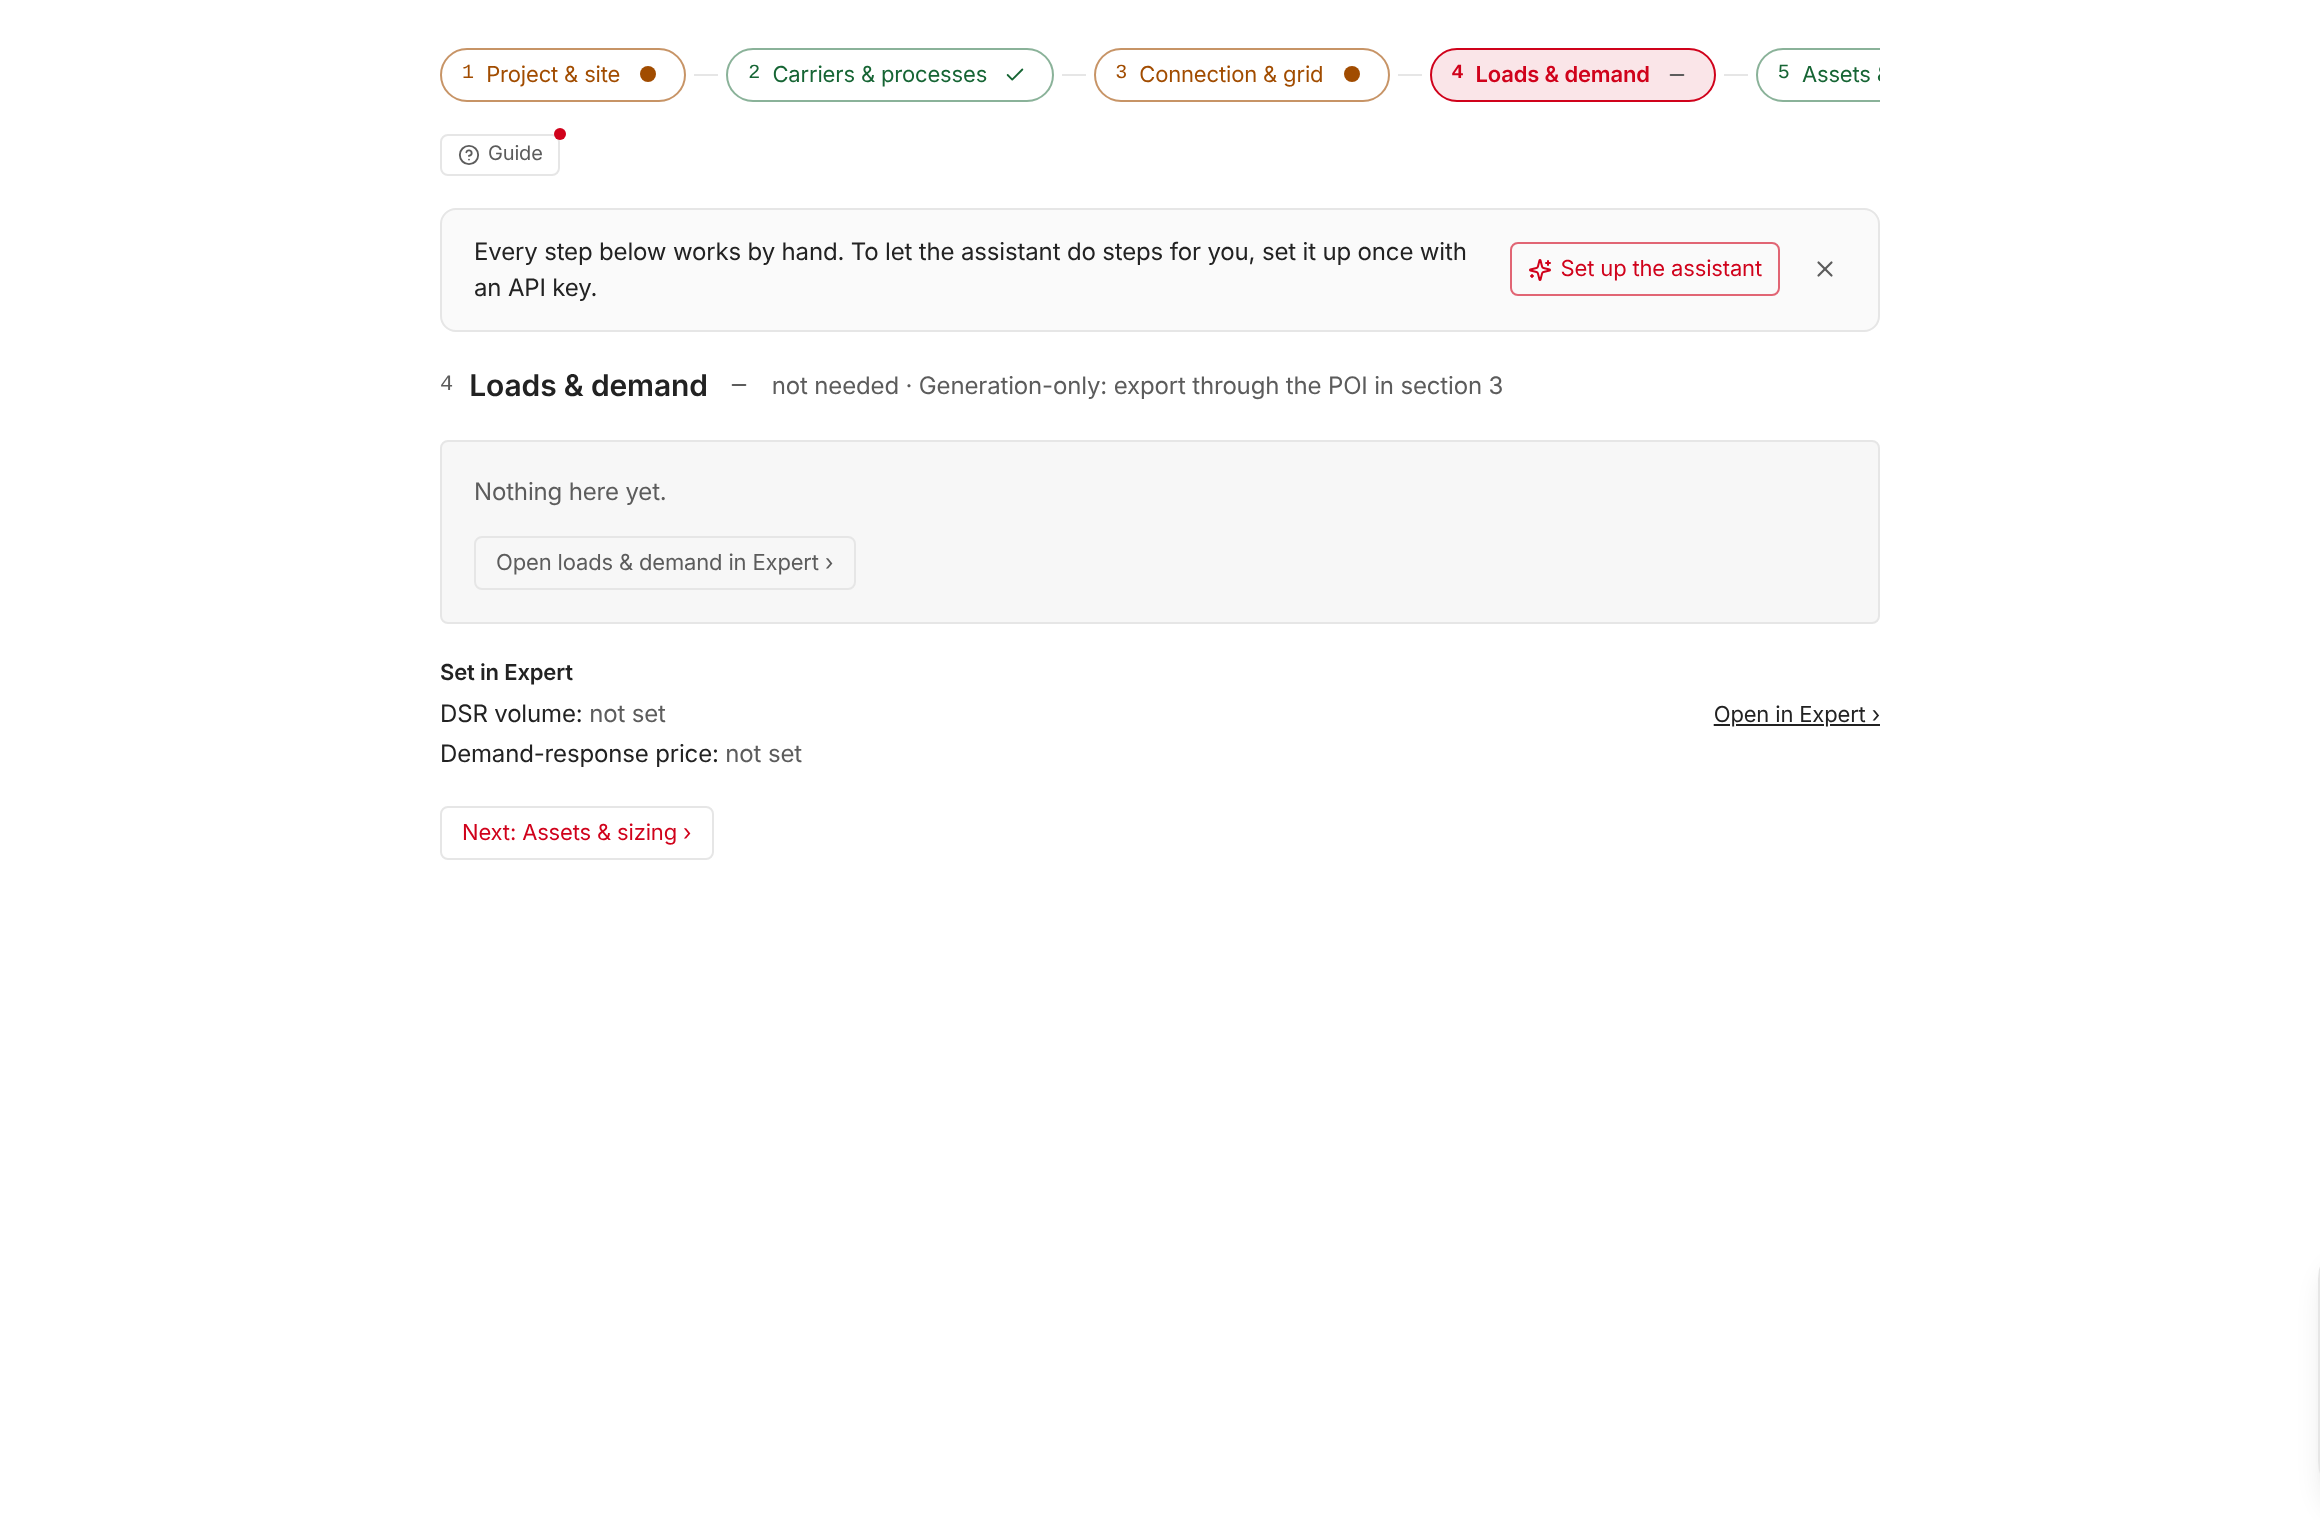 1 Project & site
2 Carriers & processes
3 Connection & grid
4 Loads & demand
5 Assets
Guide
Every step below works by hand. To let the assistant do steps for you, set it up once with
an API key.
Set up the assistant
4 Loads & demand – not needed · Generation-only: export through the POI in section 3
Nothing here yet.
Open loads & demand in Expert ›
Set in Expert
DSR volume: not set
Open in Expert ›
Demand-response price: not set
Next: Assets & sizing ›